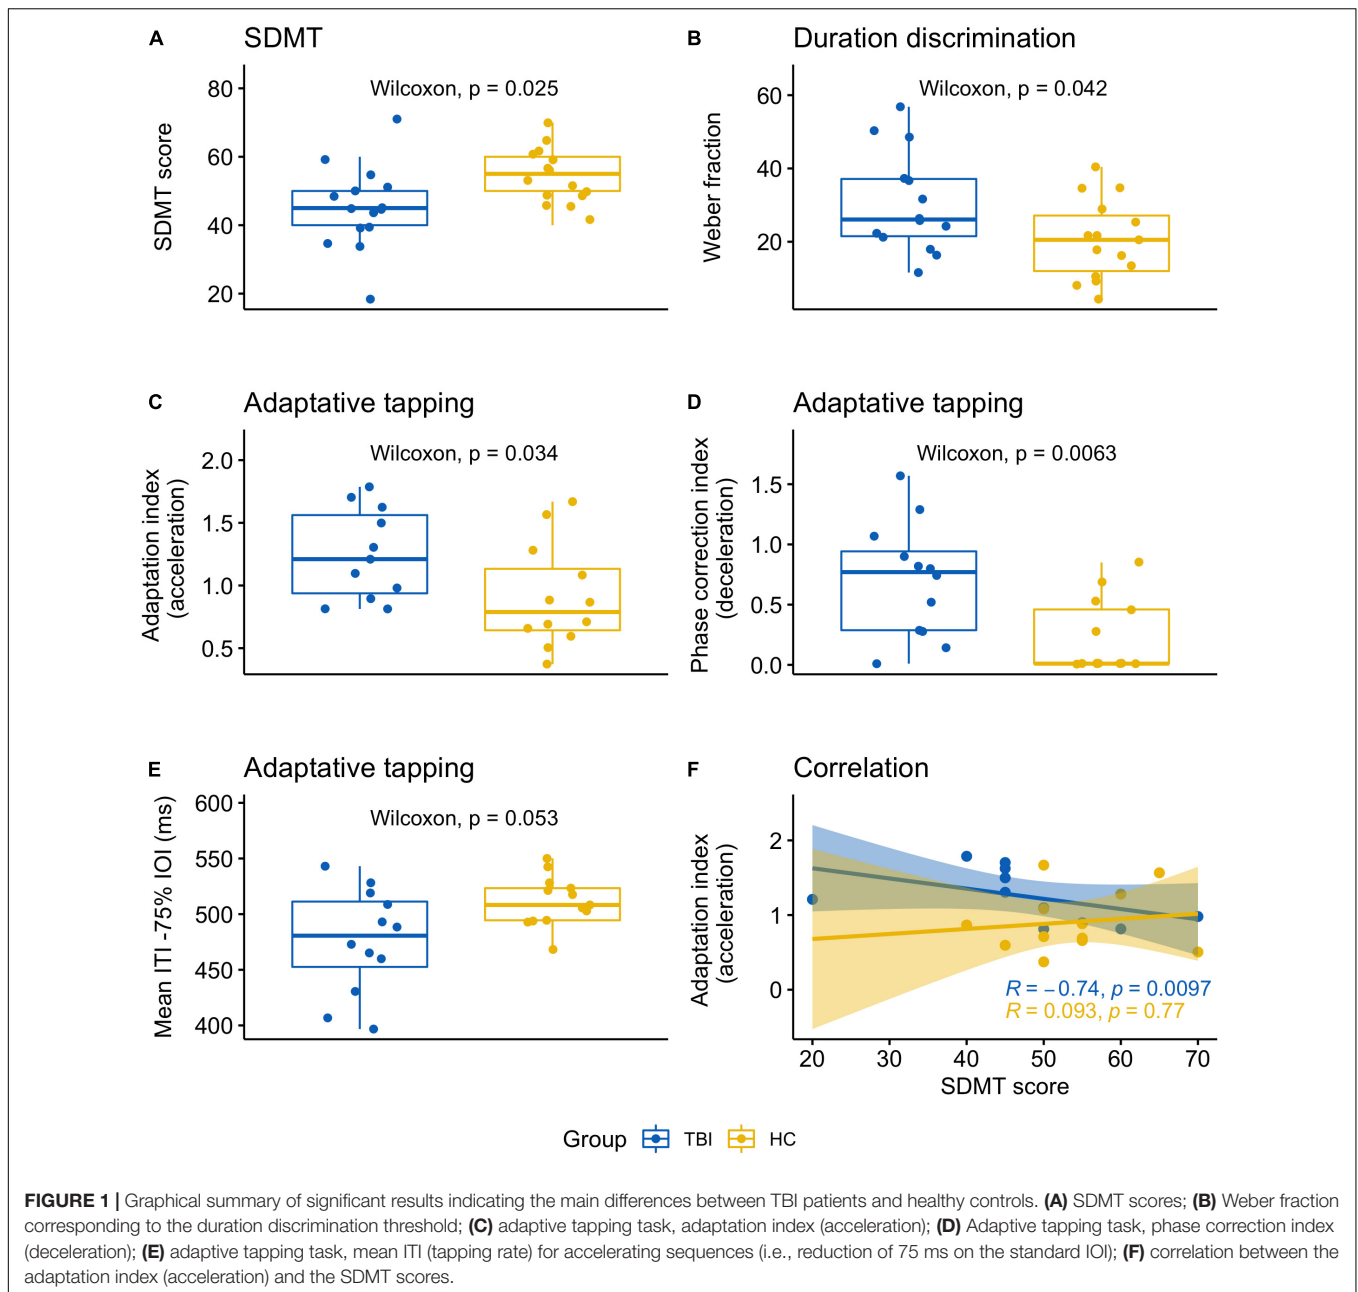 A
SDMT
Wilcoxon, p = 0.025
SDMT score
80
60
40
20
B
Duration discrimination
Wilcoxon, p = 0.042
Weber fraction
60
40
20
C
Adaptative tapping
Wilcoxon, p = 0.034
Adaptation index
(acceleration)
2.0
1.5
1.0
0.5
D
Adaptative tapping
Wilcoxon, p = 0.0063
Phase correction index
(deceleration)
1.5
1.0
0.5
0.0
E
Adaptative tapping
Wilcoxon, p = 0.053
Mean ITI -75% IOI (ms)
600
550
500
450
400
F
Correlation
Adaptation index
(acceleration)
2
1
0
R = −0.74, p = 0.0097
R = 0.093, p = 0.77
20 30 40 50 60 70
SDMT score
Group TBI HC
FIGURE 1 | Graphical summary of significant results indicating the main differences between TBI patients and healthy controls. (A) SDMT scores; (B) Weber fraction
corresponding to the duration discrimination threshold; (C) adaptive tapping task, adaptation index (acceleration); (D) Adaptive tapping task, phase correction index
(deceleration); (E) adaptive tapping task, mean ITI (tapping rate) for accelerating sequences (i.e., reduction of 75 ms on the standard IOI); (F) correlation between the
adaptation index (acceleration) and the SDMT scores.